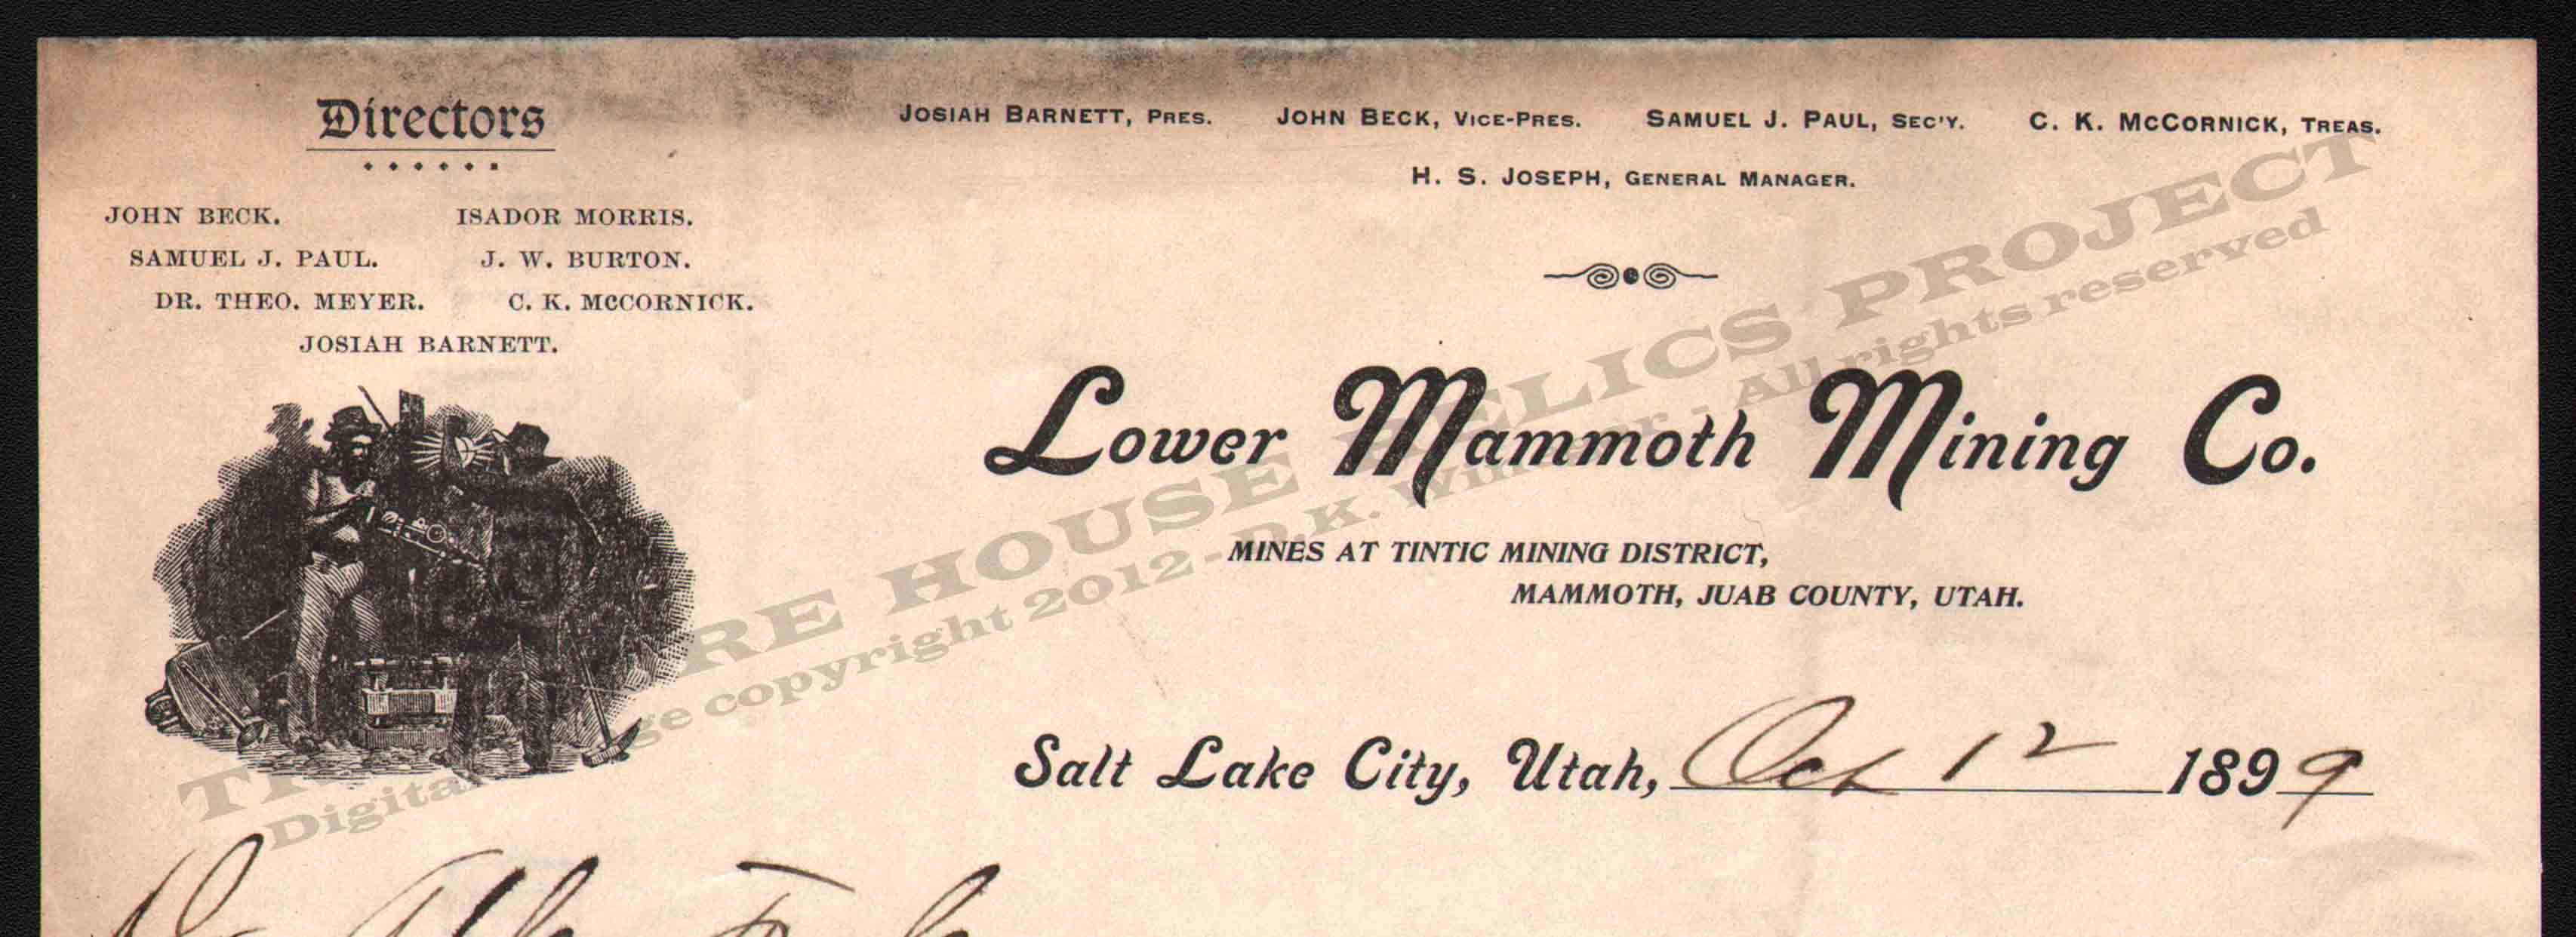 Directors
JOHN BECK. ISADOR MORRIS.
SAMUEL J. PAUL. J. W. BURTON.
DR. THEO. MEYER. C. K. MCCORNICK.
JOSIAH BARNETT.
JOSIAH BARNETT, PRES. JOHN BECK, VICE-PRES. SAMUEL J. PAUL, SEC'Y. C. K. MCCORNICK, TREAS.
H. S. JOSEPH, GENERAL MANAGER.
Lower Mammoth Mining Co.
MINES AT TINTIC MINING DISTRICT,
MAMMOTH, JUAB COUNTY, UTAH.
Salt Lake City, Utah, Oct 12 1899
HOUSE RELICS PROJECT
copyright 2012 - D.K. - All rights reserved